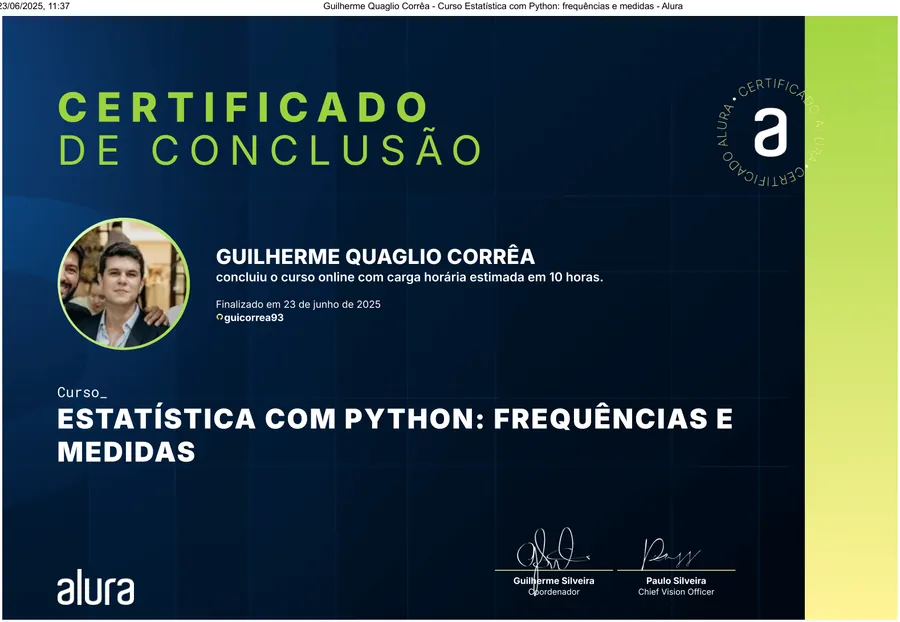 23/06/2025, 11:37
Guilherme Quaglio Corrêa - Curso Estatística com Python: frequências e medidas - Alura
CERTIFICADO
DE CONCLUSÃO
CERTIFICADO ALURA • CERTIFICADO ALURA •
a
GUILHERME QUAGLIO CORRÊA
concluiu o curso online com carga horária estimada em 10 horas.
Finalizado em 23 de junho de 2025
guicorrea93
Curso_
ESTATÍSTICA COM PYTHON: FREQUÊNCIAS E
MEDIDAS
Guilherme Silveira
Coordenador
Paulo Silveira
Chief Vision Officer
alura